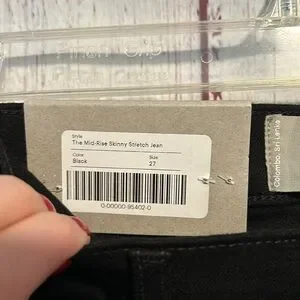 Style
The Mid-Rise Skinny Stretch Jean
Color
Black
Size
27
0-00000-95402-0
Colombo, Sri Lanka